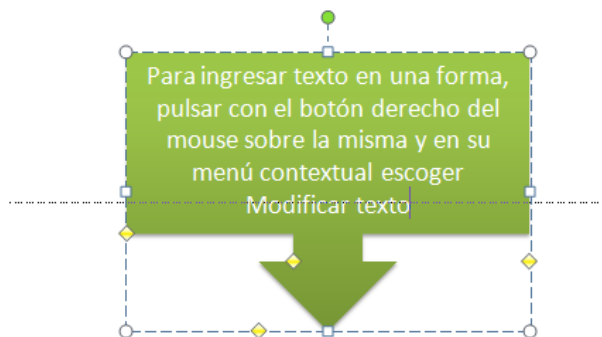 Para ingresar texto en una forma,
pulsar con el botón derecho del
mouse sobre la misma y en su
menú contextual escoger
Modificar texto